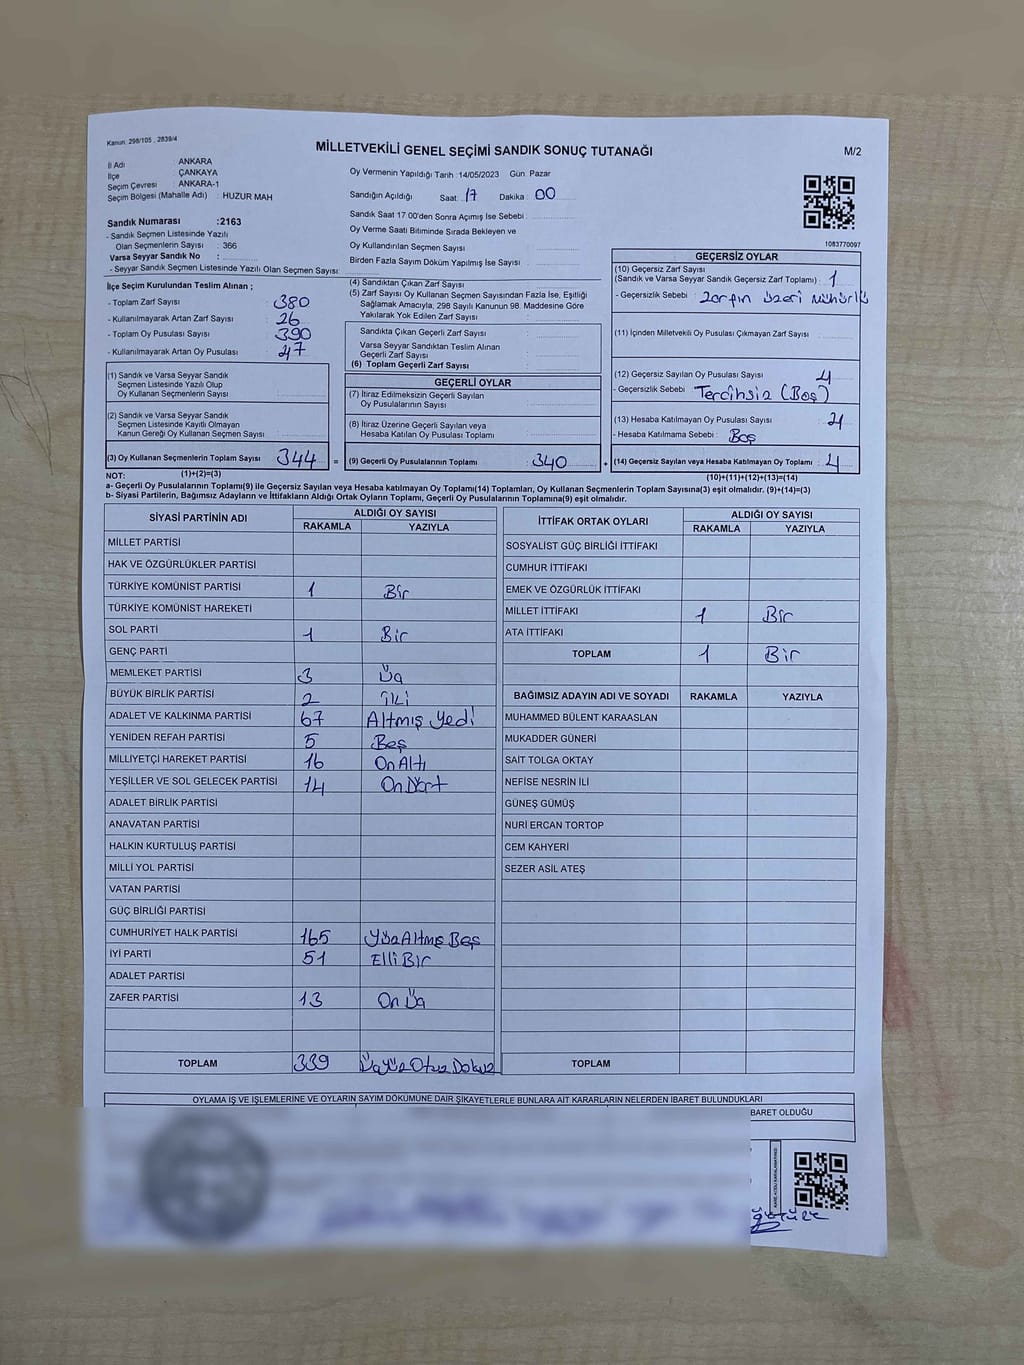 Kanun: 298/105 , 2839/4
MİLLETVEKİLİ GENEL SEÇİMİ SANDIK SONUÇ TUTANAĞI
M/2
İl Adı : ANKARA
İlçe : ÇANKAYA
Seçim Çevresi : ANKARA-1
Seçim Bölgesi (Mahalle Adı) : HUZUR MAH
Oy Vermenin Yapıldığı Tarih :14/05/2023 Gün Pazar
Sandığın Açıldığı Saat: 17 Dakika : 00
Sandık Saat 17 00'den Sonra Açımış İse Sebebi :
Oy Verme Saati Bitiminde Sırada Bekleyen ve
Oy Kullandırılan Seçmen Sayısı :
Birden Fazla Sayım Döküm Yapılmış İse Sayısı :
Sandık Numarası :2163
- Sandık Seçmen Listesinde Yazılı
Olan Seçmenlerin Sayısı : 366
Varsa Seyyar Sandık No :
- Seyyar Sandık Seçmen Listesinde Yazılı Olan Seçmen Sayısı:
1083770097
İlçe Seçim Kurulundan Teslim Alınan ;
- Toplam Zarf Sayısı : 380
- Kullanılmayarak Artan Zarf Sayısı : 26
- Toplam Oy Pusulası Sayısı : 390
- Kullanılmayarak Artan Oy Pusulası : 47
(1) Sandık ve Varsa Seyyar Sandık
Seçmen Listesinde Yazılı Olup
Oy Kullanan Seçmenlerin Sayısı :
(2) Sandık ve Varsa Seyyar Sandık
Seçmen Listesinde Kayıtlı Olmayan
Kanun Gereği Oy Kullanan Seçmen Sayısı :
(3) Oy Kullanan Seçmenlerin Toplam Sayısı : 344 =
(1)+(2)=(3)
(4) Sandıktan Çıkan Zarf Sayısı :
(5) Zarf Sayısı Oy Kullanan Seçmen Sayısından Fazla İse, Eşitliği
Sağlamak Amacıyla, 298 Sayılı Kanunun 98. Maddesine Göre
Yakılarak Yok Edilen Zarf Sayısı :
Sandıkta Çıkan Geçerli Zarf Sayısı :
Varsa Seyyar Sandıktan Teslim Alınan
Geçerli Zarf Sayısı :
(6) Toplam Geçerli Zarf Sayısı :
GEÇERLİ OYLAR
(7) İtiraz Edilmeksizin Geçerli Sayılan
Oy Pusulalarının Sayısı :
(8) İtiraz Üzerine Geçerli Sayılan veya
Hesaba Katılan Oy Pusulası Toplamı :
(9) Geçerli Oy Pusulalarının Toplamı : 340 +
GEÇERSİZ OYLAR
(10) Geçersiz Zarf Sayısı
(Sandık ve Varsa Seyyar Sandık Geçersiz Zarf Toplamı) : 1
- Geçersizlik Sebebi : Zarfın üzeri mühürlü
(11) İçinden Milletvekili Oy Pusulası Çıkmayan Zarf Sayısı :
(12) Geçersiz Sayılan Oy Pusulası Sayısı : 4
- Geçersizlik Sebebi : Tercihsiz (Boş)
(13) Hesaba Katılmayan Oy Pusulası Sayısı :
- Hesaba Katılmama Sebebi : Boş
(14) Geçersiz Sayılan veya Hesaba Katılmayan Oy Toplamı : 4
(10)+(11)+(12)+(13)=(14)
NOT:
a- Geçerli Oy Pusulalarının Toplamı(9) ile Geçersiz Sayılan veya Hesaba katılmayan Oy Toplamı(14) Toplamları, Oy Kullanan Seçmenlerin Toplam Sayısına(3) eşit olmalıdır. (9)+(14)=(3)
b- Siyasi Partilerin, Bağımsız Adayların ve İttifakların Aldığı Ortak Oyların Toplamı, Geçerli Oy Pusulalarının Toplamına(9) eşit olmalıdır.
SİYASİ PARTİNİN ADI ALDIĞI OY SAYISI
RAKAMLA YAZIYLA
MİLLET PARTİSİ
HAK VE ÖZGÜRLÜKLER PARTİSİ
TÜRKİYE KOMÜNİST PARTİSİ 1 Bir
TÜRKİYE KOMÜNİST HAREKETİ
SOL PARTİ 1 Bir
GENÇ PARTİ
MEMLEKET PARTİSİ 3 Üç
BÜYÜK BİRLİK PARTİSİ 2 İki
ADALET VE KALKINMA PARTİSİ 67 Altmış Yedi
YENİDEN REFAH PARTİSİ 5 Beş
MİLLİYETÇİ HAREKET PARTİSİ 16 On Altı
YEŞİLLER VE SOL GELECEK PARTİSİ 14 On Dört
ADALET BİRLİK PARTİSİ
ANAVATAN PARTİSİ
HALKIN KURTULUŞ PARTİSİ
MİLLİ YOL PARTİSİ
VATAN PARTİSİ
GÜÇ BİRLİĞİ PARTİSİ
CUMHURİYET HALK PARTİSİ 165 Yüz Altmış Beş
İYİ PARTİ 51 Elli Bir
ADALET PARTİSİ
ZAFER PARTİSİ 13 On Üç
TOPLAM 339 Üçyüz Otuz Dokuz
İTTİFAK ORTAK OYLARI ALDIĞI OY SAYISI
RAKAMLA YAZIYLA
SOSYALİST GÜÇ BİRLİĞİ İTTİFAKI
CUMHUR İTTİFAKI
EMEK VE ÖZGÜRLÜK İTTİFAKI
MİLLET İTTİFAKI 1 Bir
ATA İTTİFAKI
TOPLAM 1 Bir
BAĞIMSIZ ADAYIN ADI VE SOYADI RAKAMLA YAZIYLA
MUHAMMED BÜLENT KARAASLAN
MUKADDER GÜNERİ
SAİT TOLGA OKTAY
NEFİSE NESRİN İLİ
GÜNEŞ GÜMÜŞ
NURİ ERCAN TORTOP
CEM KAHYERİ
SEZER ASİL ATEŞ
TOPLAM
OYLAMA İŞ VE İŞLEMLERİNE VE OYLARIN SAYIM DÖKÜMÜNE DAİR ŞİKAYETLERLE BUNLARA AİT KARARLARIN NELERDEN İBARET BULUNDUKLARI
BARET OLDUĞU